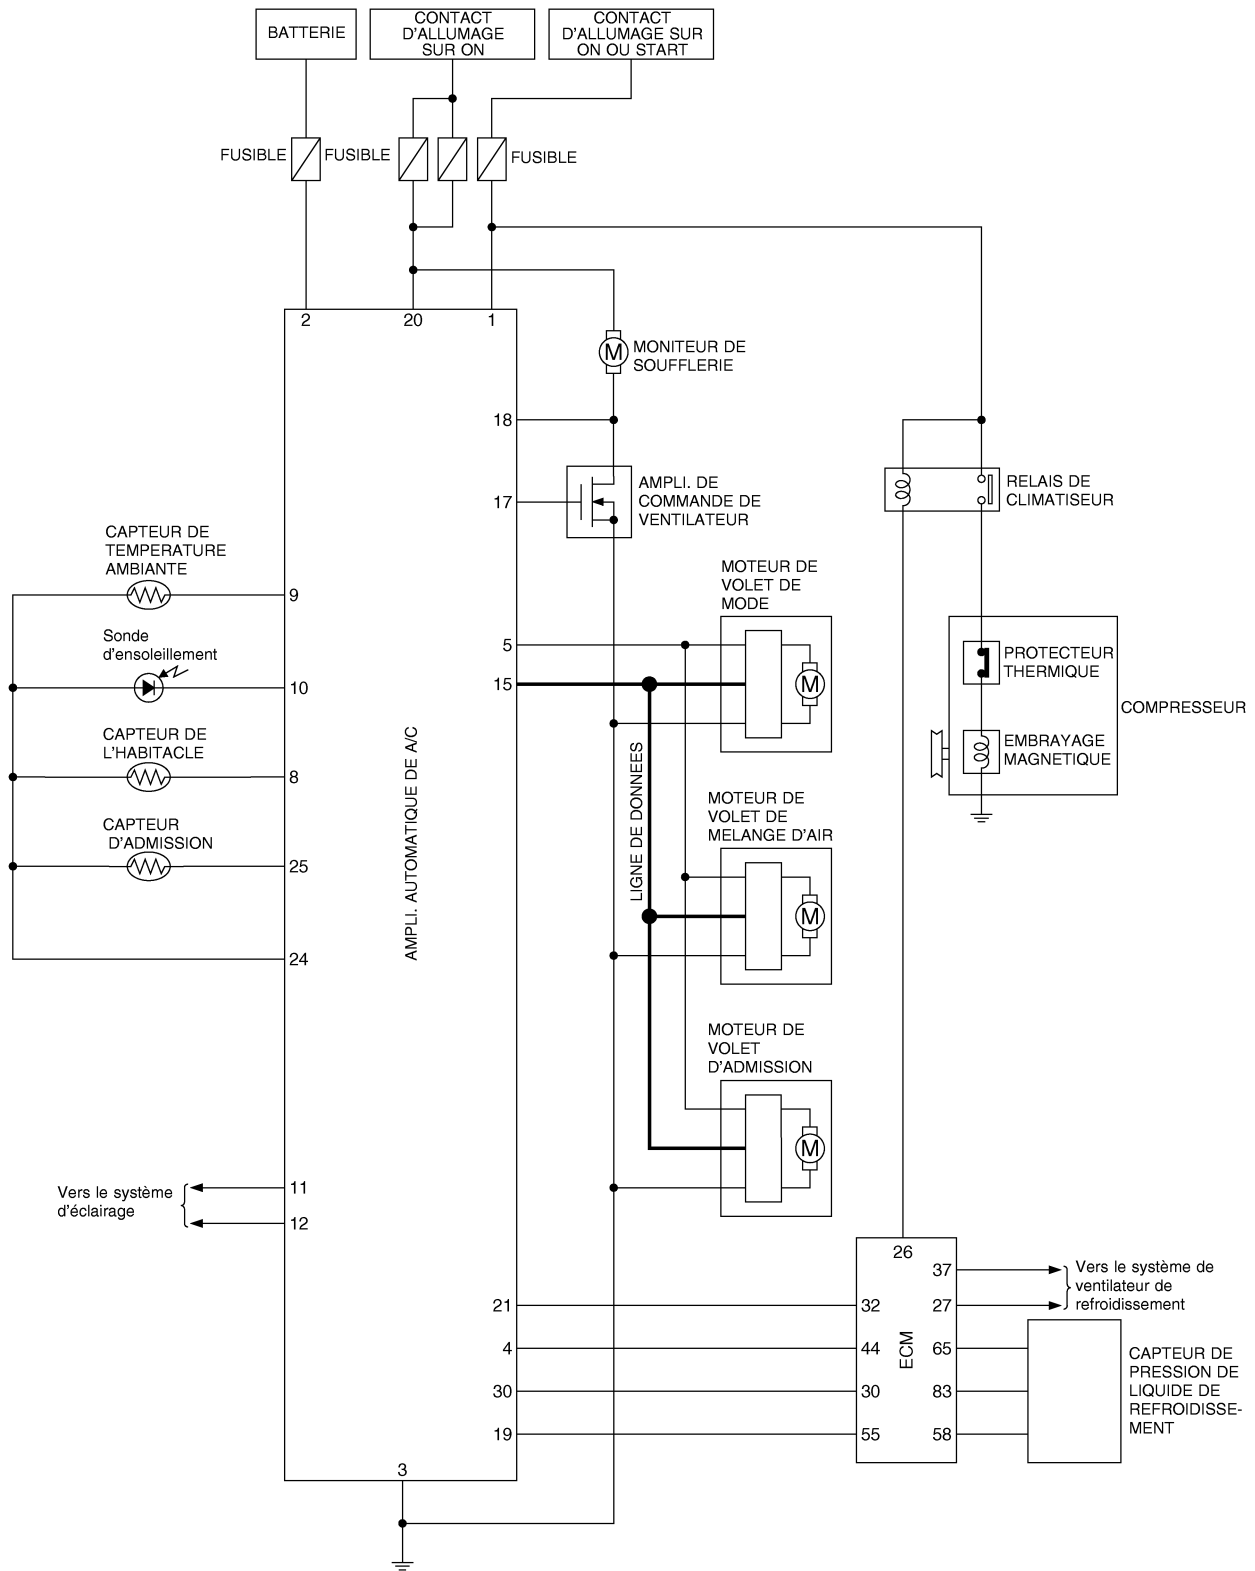 BATTERIE
CONTACT
D'ALLUMAGE
SUR ON
CONTACT
D'ALLUMAGE SUR
ON OU START
FUSIBLE
FUSIBLE
FUSIBLE
2
20
1
MONITEUR DE
SOUFFLERIE
18
17
AMPLI. DE
COMMANDE DE
VENTILATEUR
RELAIS DE
CLIMATISEUR
CAPTEUR DE
TEMPERATURE
AMBIANTE
9
Sonde
d'ensoleillement
10
CAPTEUR DE
L'HABITACLE
8
CAPTEUR
D'ADMISSION
25
24
AMPLI. AUTOMATIQUE DE A/C
5
15
LIGNE DE DONNEES
MOTEUR DE
VOLET DE
MODE
M
M
PROTECTEUR
THERMIQUE
COMPRESSEUR
EMBRAYAGE
MAGNETIQUE
MOTEUR DE
VOLET DE
MELANGE D'AIR
M
MOTEUR DE
VOLET
D'ADMISSION
M
Vers le système
d'éclairage
11
12
21
4
30
19
3
26
32
44
30
55
ECM
37
27
65
83
58
Vers le système de
ventilateur de
refroidissement
CAPTEUR DE
PRESSION DE
LIQUIDE DE
REFROIDISSE-
MENT